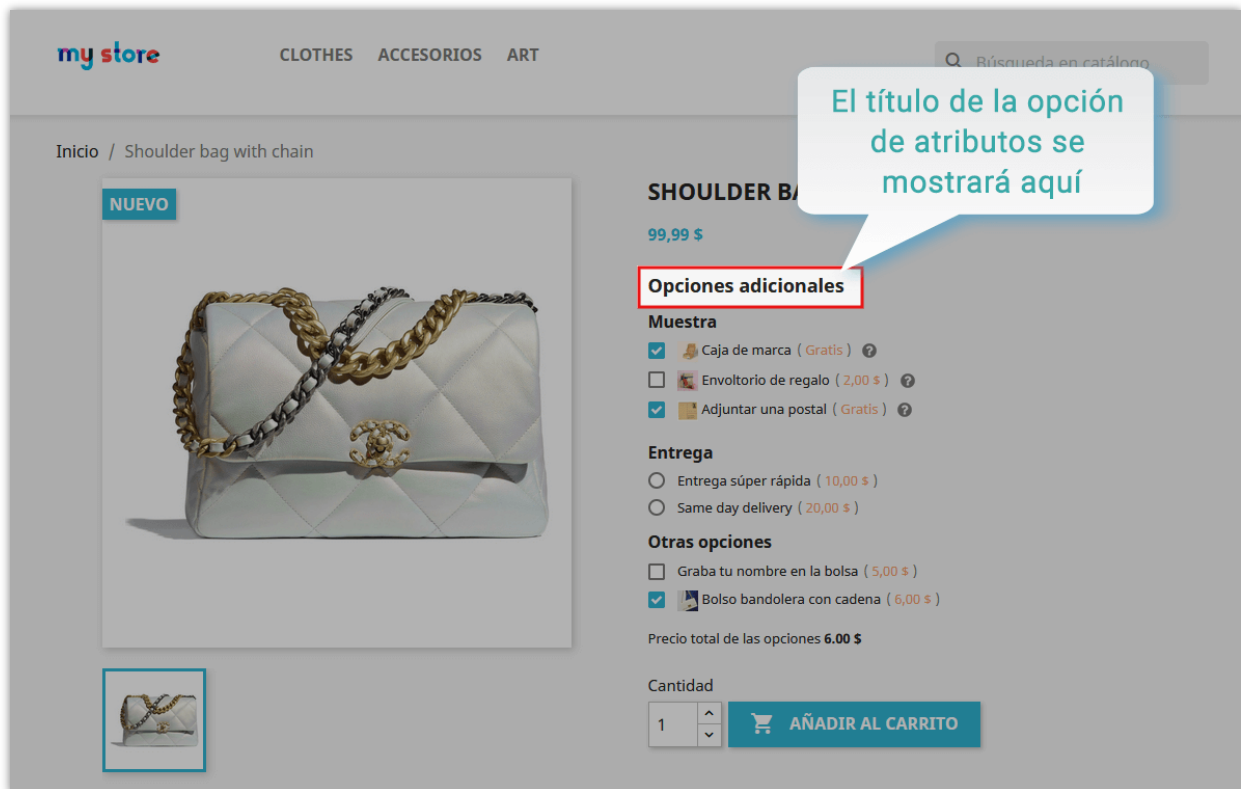 my store
CLOTHES ACCESORIOS ART
Búsqueda en catálogo
El título de la opción
de atributos se
mostrará aquí
Inicio / Shoulder bag with chain
NUEVO
SHOULDER
99,99 $
Opciones adicionales
Muestra
Caja de marca ( Gratis )
Envoltorio de regalo ( 2,00 $ )
Adjuntar una postal ( Gratis )
Entrega
Entrega súper rápida ( 10,00 $ )
Same day delivery ( 20,00 $ )
Otras opciones
Graba tu nombre en la bolsa ( 5,00 $ )
Bolso bandolera con cadena ( 6,00 $ )
Precio total de las opciones 6.00 $
Cantidad
1
AÑADIR AL CARRITO